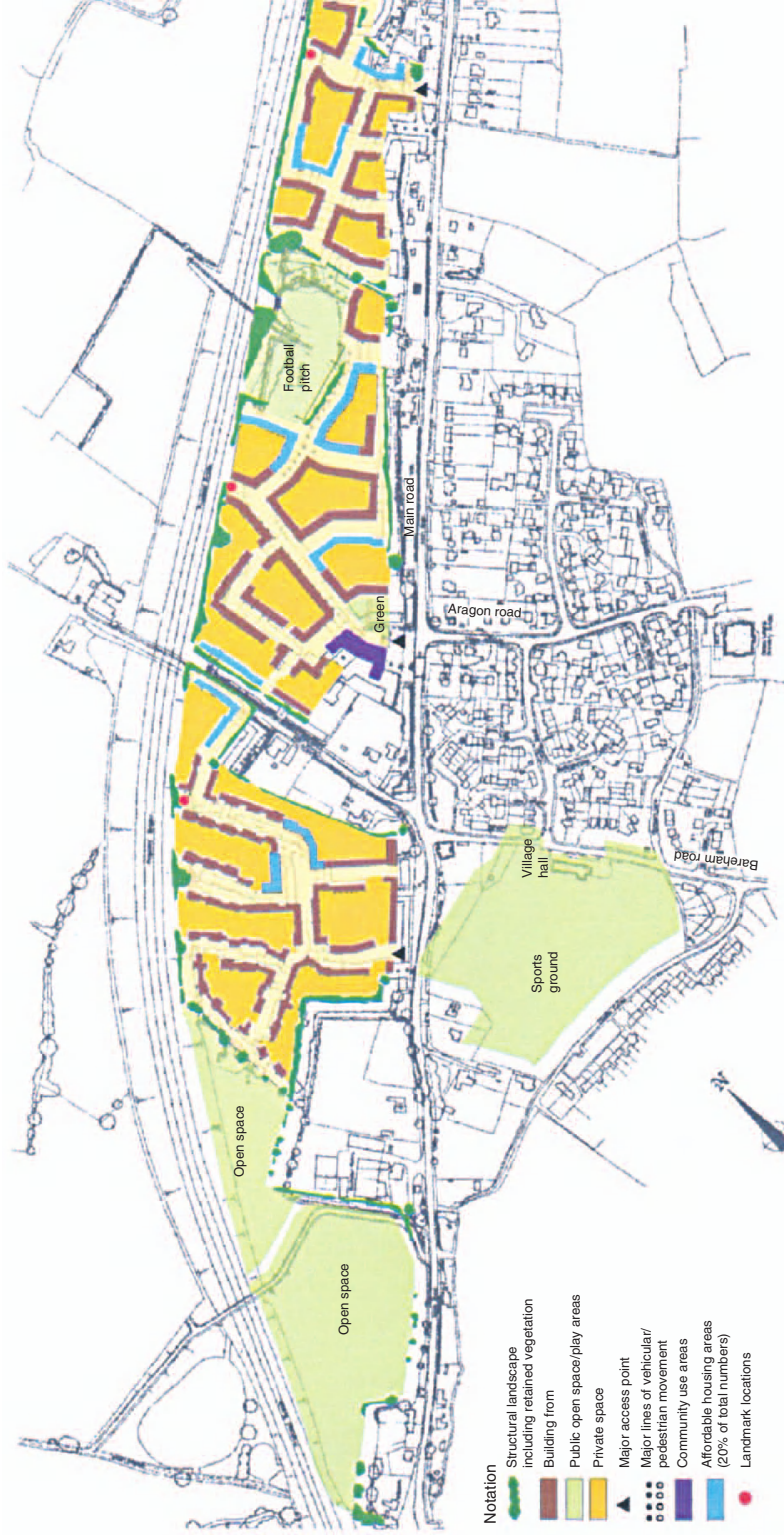 Football
pitch
Main road
Green
Aragon road
Village
hall
Bareham road
Sports
ground
Open space
Open space
Notation
Structural landscape
including retained vegetation
Building from
Public open space/play areas
Private space
Major access point
Major lines of vehicular/
pedestrian movement
Community use areas
Affordable housing areas
(20% of total numbers)
Landmark locations